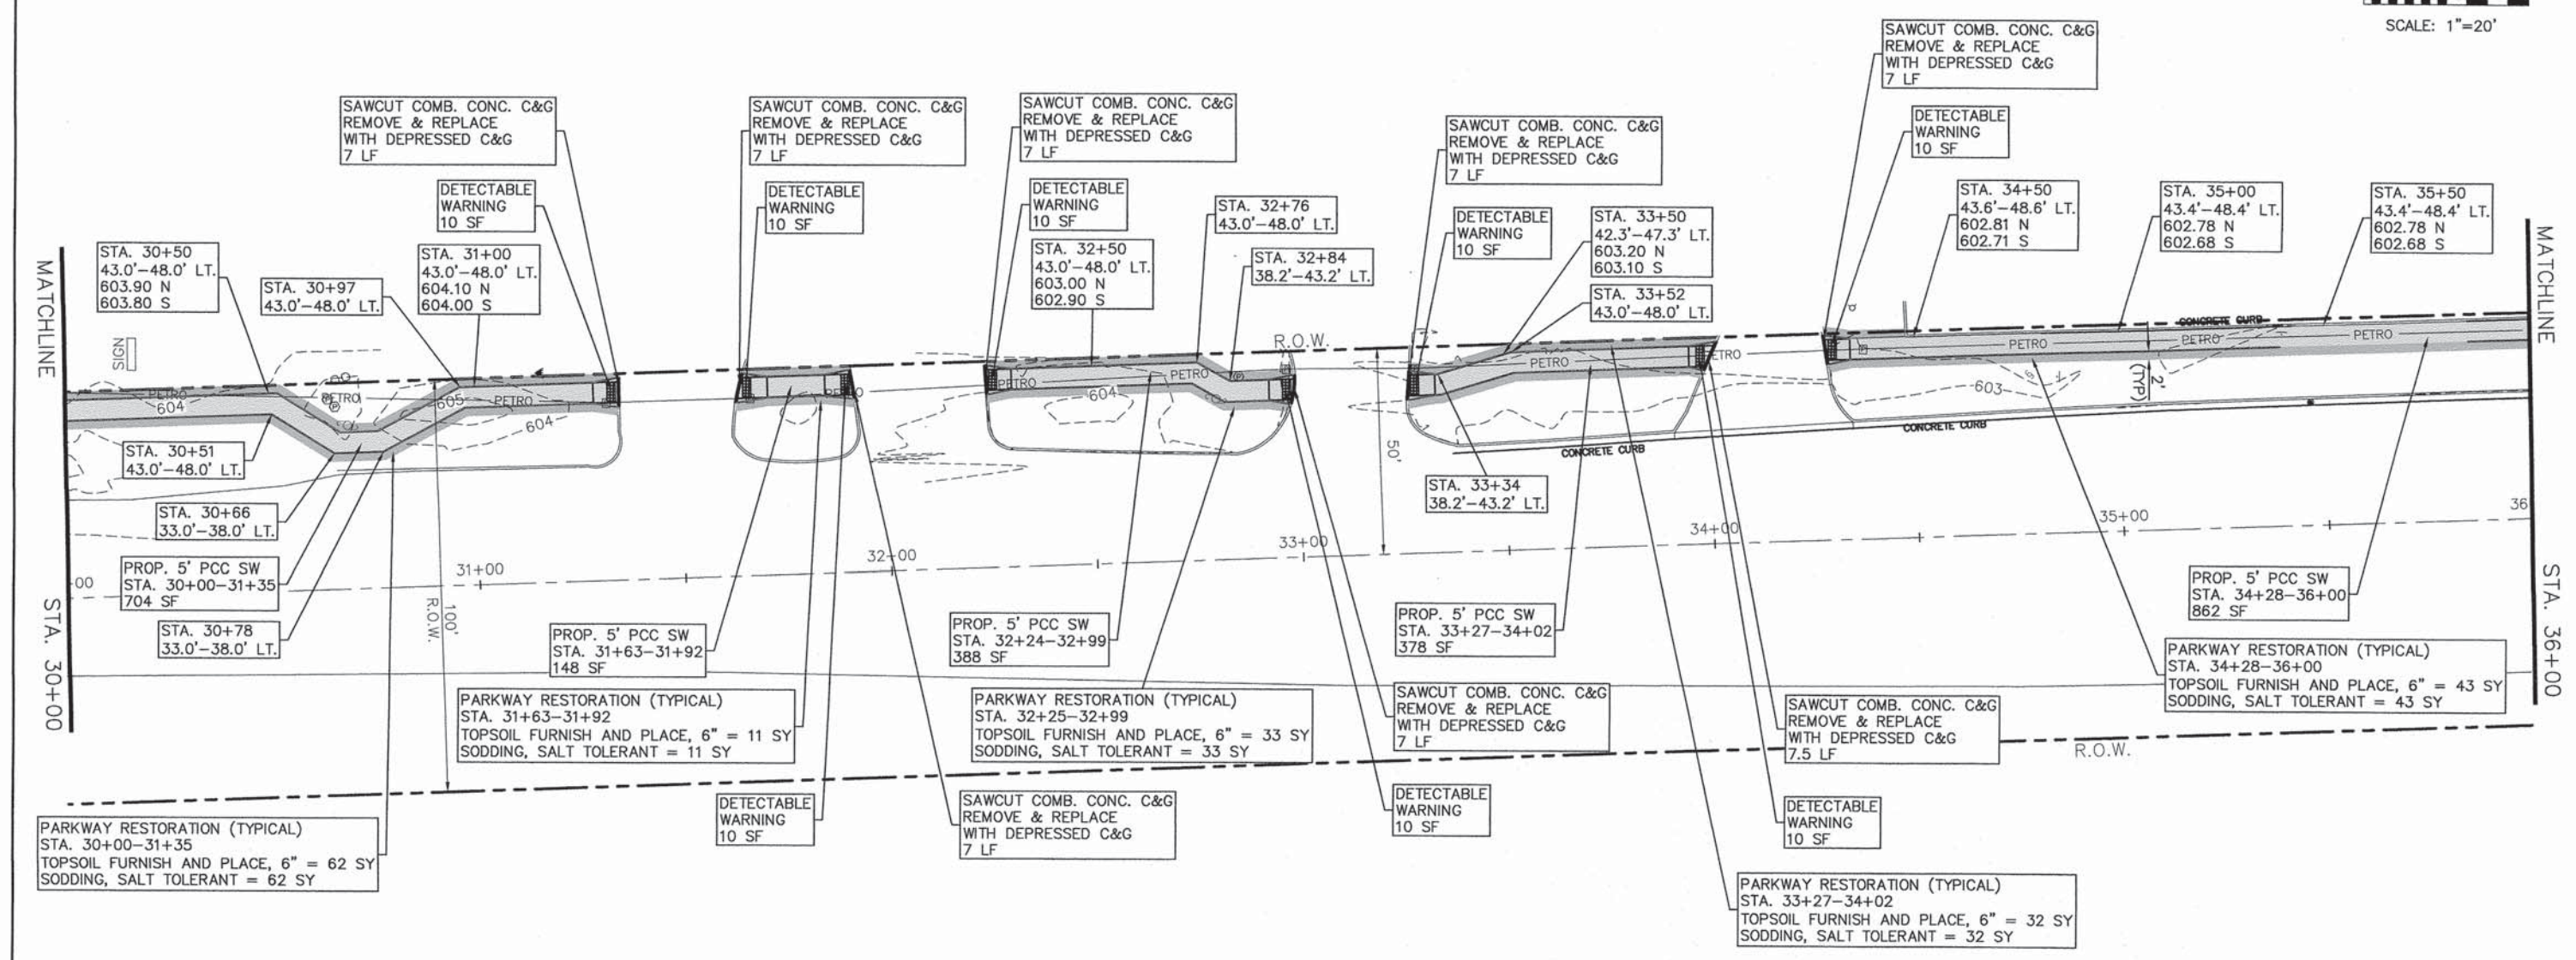 SCALE: 1"=20'
SAWCUT COMB. CONC. C&G
REMOVE & REPLACE
WITH DEPRESSED C&G
7 LF
SAWCUT COMB. CONC. C&G
REMOVE & REPLACE
WITH DEPRESSED C&G
7 LF
SAWCUT COMB. CONC. C&G
REMOVE & REPLACE
WITH DEPRESSED C&G
7 LF
SAWCUT COMB. CONC. C&G
REMOVE & REPLACE
WITH DEPRESSED C&G
7 LF
SAWCUT COMB. CONC. C&G
REMOVE & REPLACE
WITH DEPRESSED C&G
7 LF
DETECTABLE
WARNING
10 SF
DETECTABLE
WARNING
10 SF
DETECTABLE
WARNING
10 SF
DETECTABLE
WARNING
10 SF
DETECTABLE
WARNING
10 SF
STA. 30+50
43.0'-48.0' LT.
603.90 N
603.80 S
STA. 30+97
43.0'-48.0' LT.
STA. 31+00
43.0'-48.0' LT.
604.10 N
604.00 S
STA. 32+50
43.0'-48.0' LT.
603.00 N
602.90 S
STA. 32+76
43.0'-48.0' LT.
STA. 32+84
38.2'-43.2' LT.
STA. 33+50
42.3'-47.3' LT.
603.20 N
603.10 S
STA. 33+52
43.0'-48.0' LT.
STA. 34+50
43.6'-48.6' LT.
602.81 N
602.71 S
STA. 35+00
43.4'-48.4' LT.
602.78 N
602.68 S
STA. 35+50
43.4'-48.4' LT.
602.78 N
602.68 S
MATCHLINE
STA. 30+00
MATCHLINE
STA. 36+00
SIGN
R.O.W.
CONCRETE CURB
PETRO
604
PETRO
605
PETRO
604
PETRO
PETRO
604
PETRO
PETRO
PETRO
PETRO
PETRO
PETRO
603
2'
(TYP)
CONCRETE CURB
CONCRETE CURB
50'
STA. 30+51
43.0'-48.0' LT.
STA. 30+66
33.0'-38.0' LT.
STA. 33+34
38.2'-43.2' LT.
00
31+00
32+00
33+00
34+00
35+00
36
PROP. 5' PCC SW
STA. 30+00-31+35
704 SF
STA. 30+78
33.0'-38.0' LT.
100'
R.O.W.
PROP. 5' PCC SW
STA. 31+63-31+92
148 SF
PROP. 5' PCC SW
STA. 32+24-32+99
388 SF
PROP. 5' PCC SW
STA. 33+27-34+02
378 SF
PROP. 5' PCC SW
STA. 34+28-36+00
862 SF
PARKWAY RESTORATION (TYPICAL)
STA. 31+63-31+92
TOPSOIL FURNISH AND PLACE, 6" = 11 SY
SODDING, SALT TOLERANT = 11 SY
PARKWAY RESTORATION (TYPICAL)
STA. 32+25-32+99
TOPSOIL FURNISH AND PLACE, 6" = 33 SY
SODDING, SALT TOLERANT = 33 SY
SAWCUT COMB. CONC. C&G
REMOVE & REPLACE
WITH DEPRESSED C&G
7 LF
SAWCUT COMB. CONC. C&G
REMOVE & REPLACE
WITH DEPRESSED C&G
7.5 LF
PARKWAY RESTORATION (TYPICAL)
STA. 34+28-36+00
TOPSOIL FURNISH AND PLACE, 6" = 43 SY
SODDING, SALT TOLERANT = 43 SY
R.O.W.
PARKWAY RESTORATION (TYPICAL)
STA. 30+00-31+35
TOPSOIL FURNISH AND PLACE, 6" = 62 SY
SODDING, SALT TOLERANT = 62 SY
DETECTABLE
WARNING
10 SF
SAWCUT COMB. CONC. C&G
REMOVE & REPLACE
WITH DEPRESSED C&G
7 LF
DETECTABLE
WARNING
10 SF
DETECTABLE
WARNING
10 SF
PARKWAY RESTORATION (TYPICAL)
STA. 33+27-34+02
TOPSOIL FURNISH AND PLACE, 6" = 32 SY
SODDING, SALT TOLERANT = 32 SY